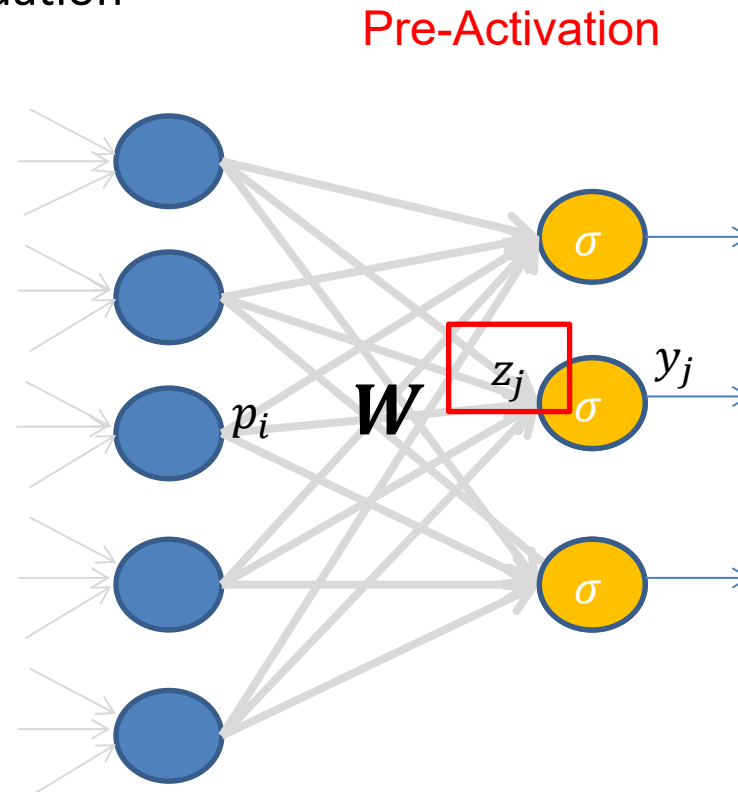 Pre-Activation
σ
z_j
y_j
σ
p_i
W
σ